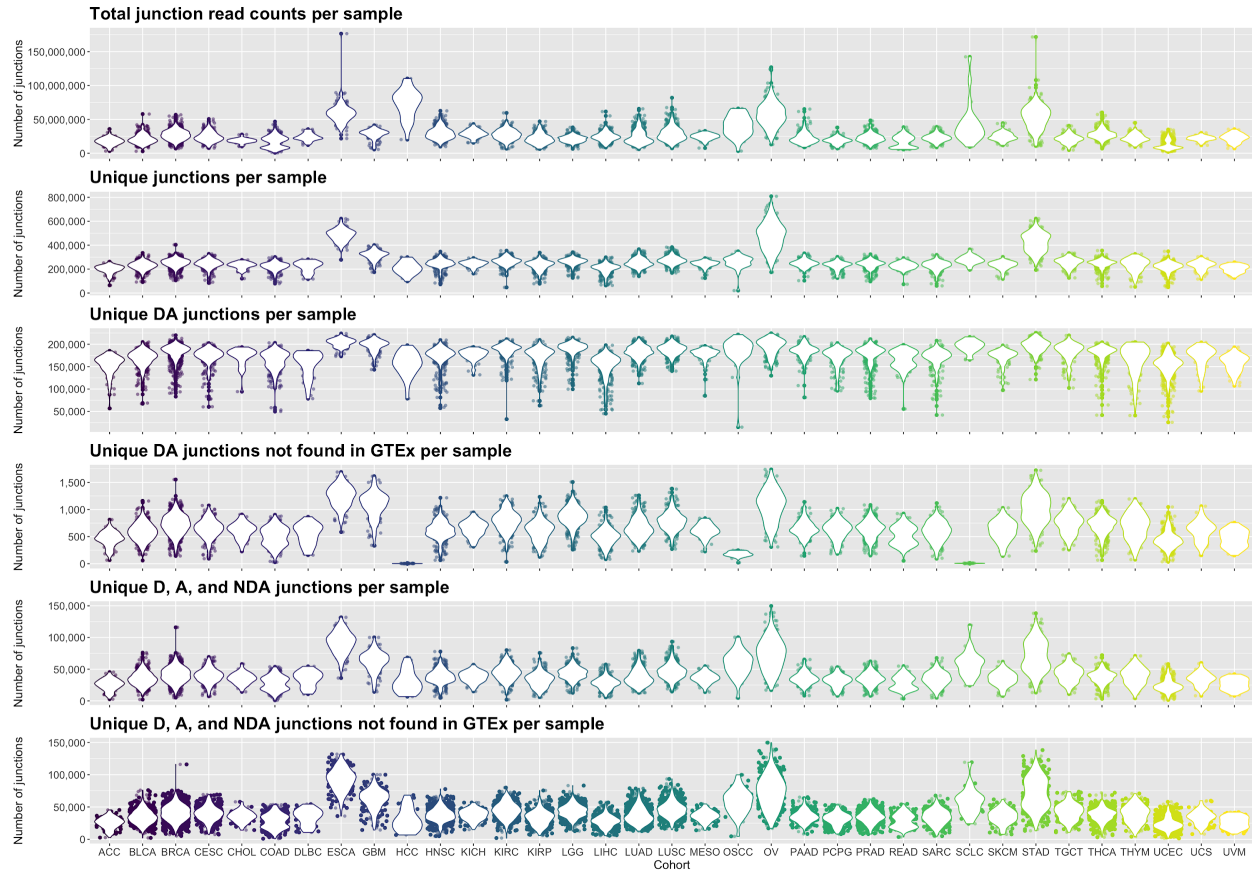 Total junction read counts per sample
Number of junctions
150,000,000
100,000,000
50,000,000
0
Unique junctions per sample
Number of junctions
800,000
600,000
400,000
200,000
0
Unique DA junctions per sample
Number of junctions
200,000
150,000
100,000
50,000
Unique DA junctions not found in GTEx per sample
Number of junctions
1,500
1,000
500
0
Unique D, A, and NDA junctions per sample
Number of junctions
150,000
100,000
50,000
0
Unique D, A, and NDA junctions not found in GTEx per sample
Number of junctions
150,000
100,000
50,000
0
ACC BLCA BRCA CESC CHOL COAD DLBC ESCA GBM HCC HNSC KICH KIRC KIRP LGG LIHC LUAD LUSC MESO OSCC OV PAAD PCPG PRAD READ SARC SCLC SKCM STAD TGCT THCA THYM UCEC UCS UVM
Cohort